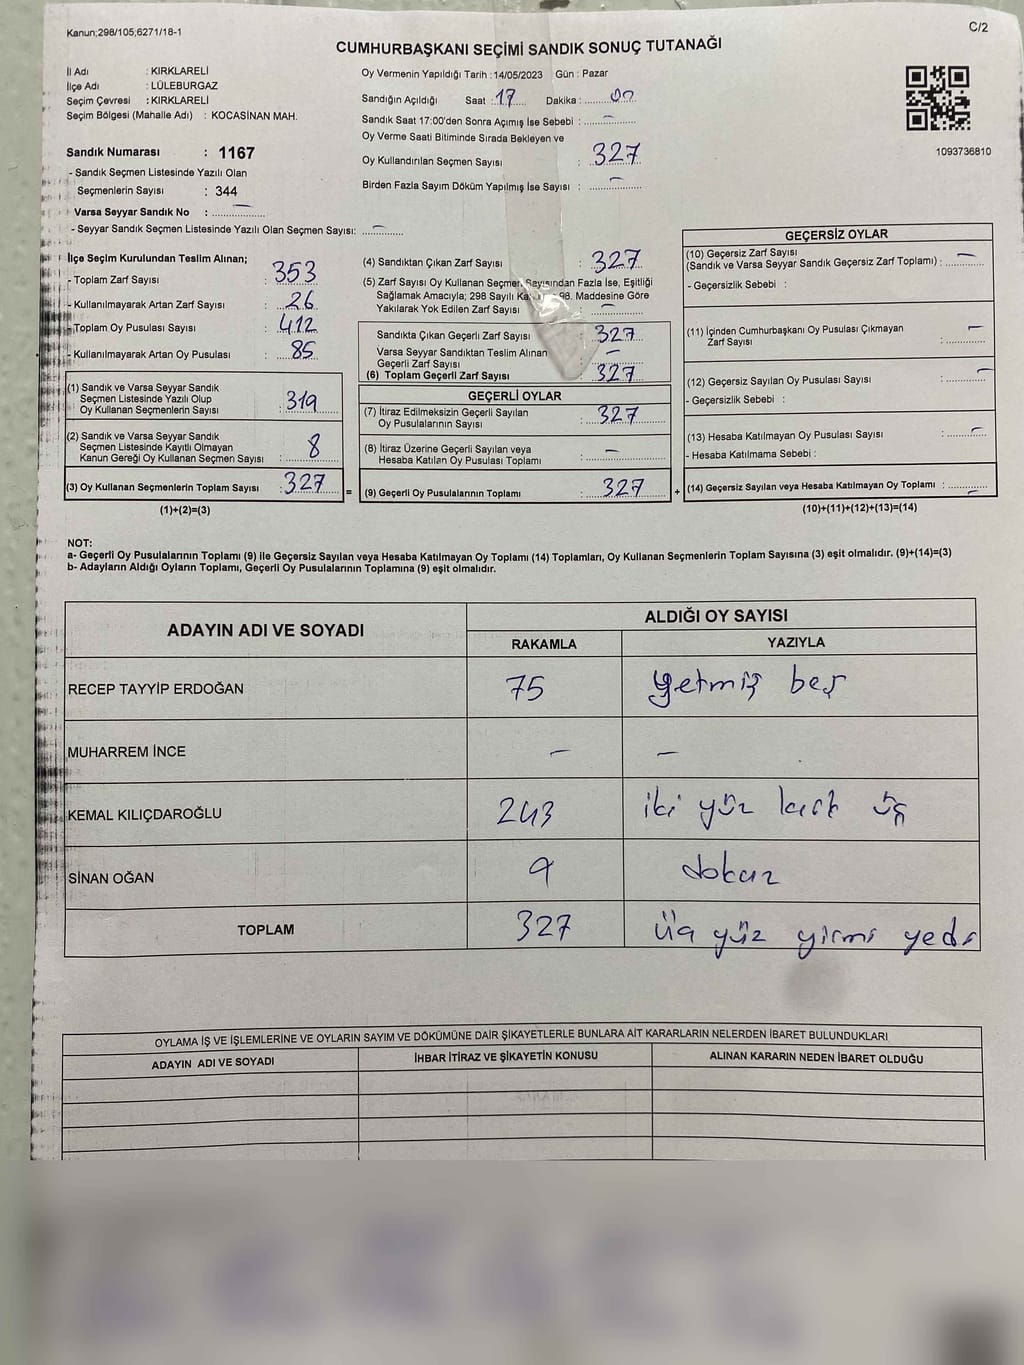 Kanun;298/105;6271/18-1
C/2
CUMHURBAŞKANI SEÇİMİ SANDIK SONUÇ TUTANAĞI
İl Adı : KIRKLARELİ
İlçe Adı : LÜLEBURGAZ
Seçim Çevresi : KIRKLARELİ
Seçim Bölgesi (Mahalle Adı) : KOCASİNAN MAH.
Sandık Numarası : 1167
- Sandık Seçmen Listesinde Yazılı Olan
Seçmenlerin Sayısı : 344
Varsa Seyyar Sandık No : –
- Seyyar Sandık Seçmen Listesinde Yazılı Olan Seçmen Sayısı: –
Oy Vermenin Yapıldığı Tarih :14/05/2023 Gün : Pazar
Sandığın Açıldığı Saat : 17 Dakika : 00
Sandık Saat 17:00'den Sonra Açımış İse Sebebi : –
Oy Verme Saati Bitiminde Sırada Bekleyen ve
Oy Kullandırılan Seçmen Sayısı : 327
Birden Fazla Sayım Döküm Yapılmış İse Sayısı : –
1093736810
İlçe Seçim Kurulundan Teslim Alınan;
- Toplam Zarf Sayısı : 353
- Kullanılmayarak Artan Zarf Sayısı : 26
- Toplam Oy Pusulası Sayısı : 412
- Kullanılmayarak Artan Oy Pusulası : 85
(1) Sandık ve Varsa Seyyar Sandık
Seçmen Listesinde Yazılı Olup
Oy Kullanan Seçmenlerin Sayısı : 319
(2) Sandık ve Varsa Seyyar Sandık
Seçmen Listesinde Kayıtlı Olmayan
Kanun Gereği Oy Kullanan Seçmen Sayısı : 8
(3) Oy Kullanan Seçmenlerin Toplam Sayısı : 327 =
(1)+(2)=(3)
(4) Sandıktan Çıkan Zarf Sayısı : 327
(5) Zarf Sayısı Oy Kullanan Seçmen Sayısından Fazla İse, Eşitliği
Sağlamak Amacıyla; 298 Sayılı 98. Maddesine Göre
Yakılarak Yok Edilen Zarf Sayısı : –
Sandıkta Çıkan Geçerli Zarf Sayısı : 327
Varsa Seyyar Sandıktan Teslim Alınan
Geçerli Zarf Sayısı : –
(6) Toplam Geçerli Zarf Sayısı : 327
GEÇERLİ OYLAR
(7) İtiraz Edilmeksizin Geçerli Sayılan
Oy Pusulalarının Sayısı : 327
(8) İtiraz Üzerine Geçerli Sayılan veya
Hesaba Katılan Oy Pusulası Toplamı : –
(9) Geçerli Oy Pusulalarının Toplamı : 327 +
GEÇERSİZ OYLAR
(10) Geçersiz Zarf Sayısı
(Sandık ve Varsa Seyyar Sandık Geçersiz Zarf Toplamı) : –
- Geçersizlik Sebebi :
(11) İçinden Cumhurbaşkanı Oy Pusulası Çıkmayan
Zarf Sayısı : –
(12) Geçersiz Sayılan Oy Pusulası Sayısı : –
- Geçersizlik Sebebi :
(13) Hesaba Katılmayan Oy Pusulası Sayısı : –
- Hesaba Katılmama Sebebi :
(14) Geçersiz Sayılan veya Hesaba Katılmayan Oy Toplamı : –
(10)+(11)+(12)+(13)=(14)
NOT:
a- Geçerli Oy Pusulalarının Toplamı (9) ile Geçersiz Sayılan veya Hesaba Katılmayan Oy Toplamı (14) Toplamları, Oy Kullanan Seçmenlerin Toplam Sayısına (3) eşit olmalıdır. (9)+(14)=(3)
b- Adayların Aldığı Oyların Toplamı, Geçerli Oy Pusulalarının Toplamına (9) eşit olmalıdır.
ADAYIN ADI VE SOYADI ALDIĞI OY SAYISI
RAKAMLA YAZIYLA
RECEP TAYYİP ERDOĞAN 75 yetmiş beş
MUHARREM İNCE – –
KEMAL KILIÇDAROĞLU 243 iki yüz kırk üç
SİNAN OĞAN 9 dokuz
TOPLAM 327 üç yüz yirmi yedi
OYLAMA İŞ VE İŞLEMLERİNE VE OYLARIN SAYIM VE DÖKÜMÜNE DAİR ŞİKAYETLERLE BUNLARA AİT KARARLARIN NELERDEN İBARET BULUNDUKLARI
ADAYIN ADI VE SOYADI İHBAR İTİRAZ VE ŞİKAYETİN KONUSU ALINAN KARARIN NEDEN İBARET OLDUĞU